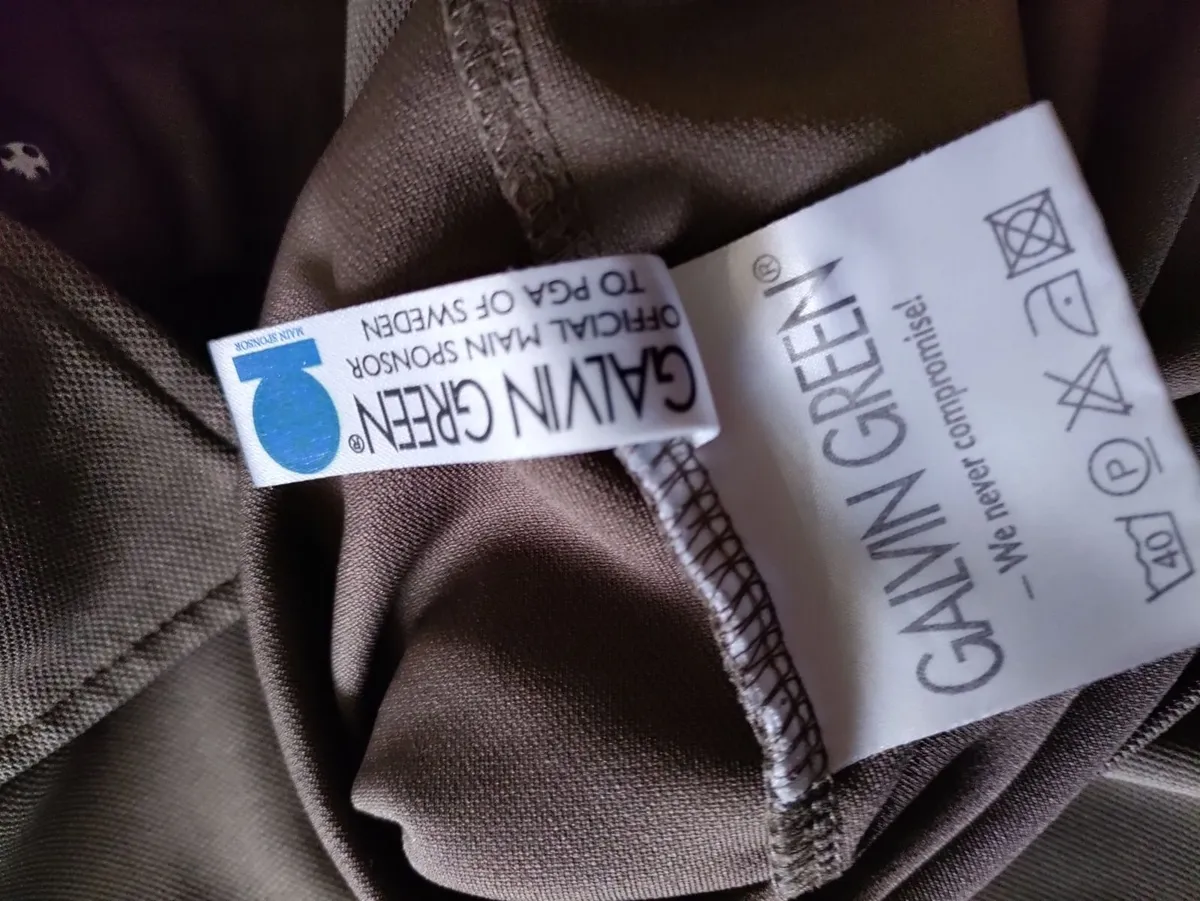 GALVIN GREEN®
OFFICIAL MAIN SPONSOR
TO PGA OF SWEDEN
MAIN SPONSOR
GALVIN GREEN®
— We never compromise!
40
P